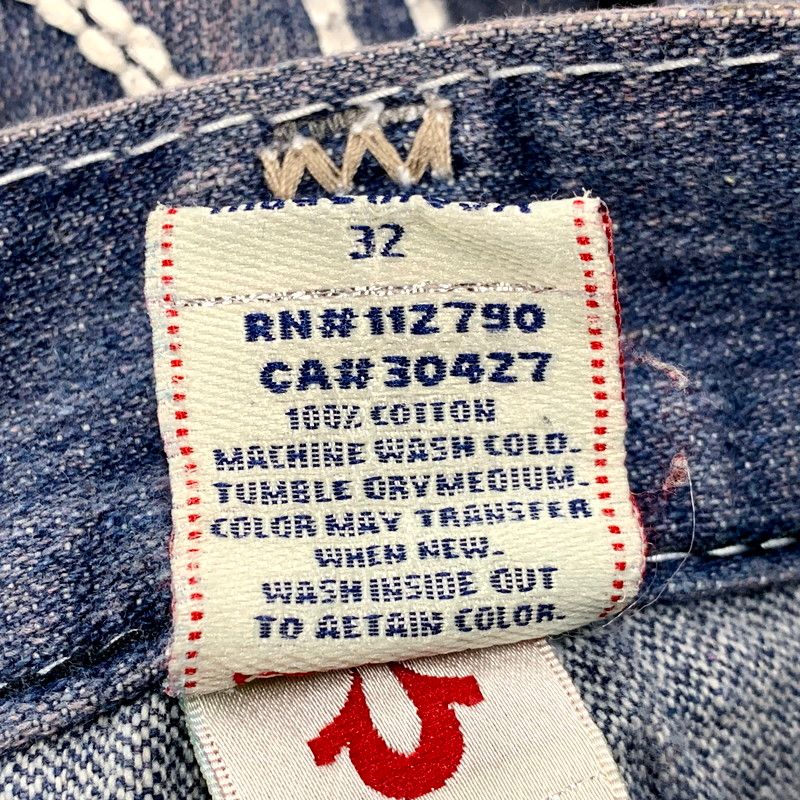 32
RN#112790
CA#30427
100% COTTON
MACHINE WASH COLD.
TUMBLE DRY MEDIUM.
COLOR MAY TRANSFER
WHEN NEW.
WASH INSIDE OUT
TO RETAIN COLOR.